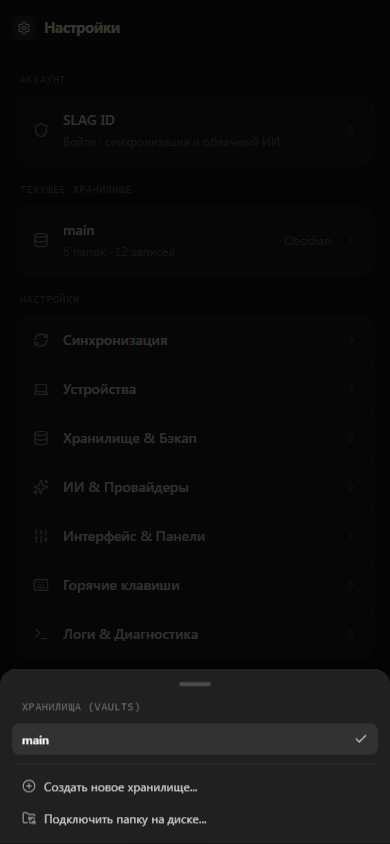 Настройки
АККАУНТ
SLAG ID
Войти · синхронизация и облачный ИИ
ТЕКУЩЕЕ ХРАНИЛИЩЕ
main
Obsidian
6 папок · 12 записей
НАСТРОЙКИ
Синхронизация
Устройства
Хранилище & Бэкап
ИИ & Провайдеры
Интерфейс & Панели
Горячие клавиши
Логи & Диагностика
ХРАНИЛИЩА (VAULTS)
main
Создать новое хранилище...
Подключить папку на диске...